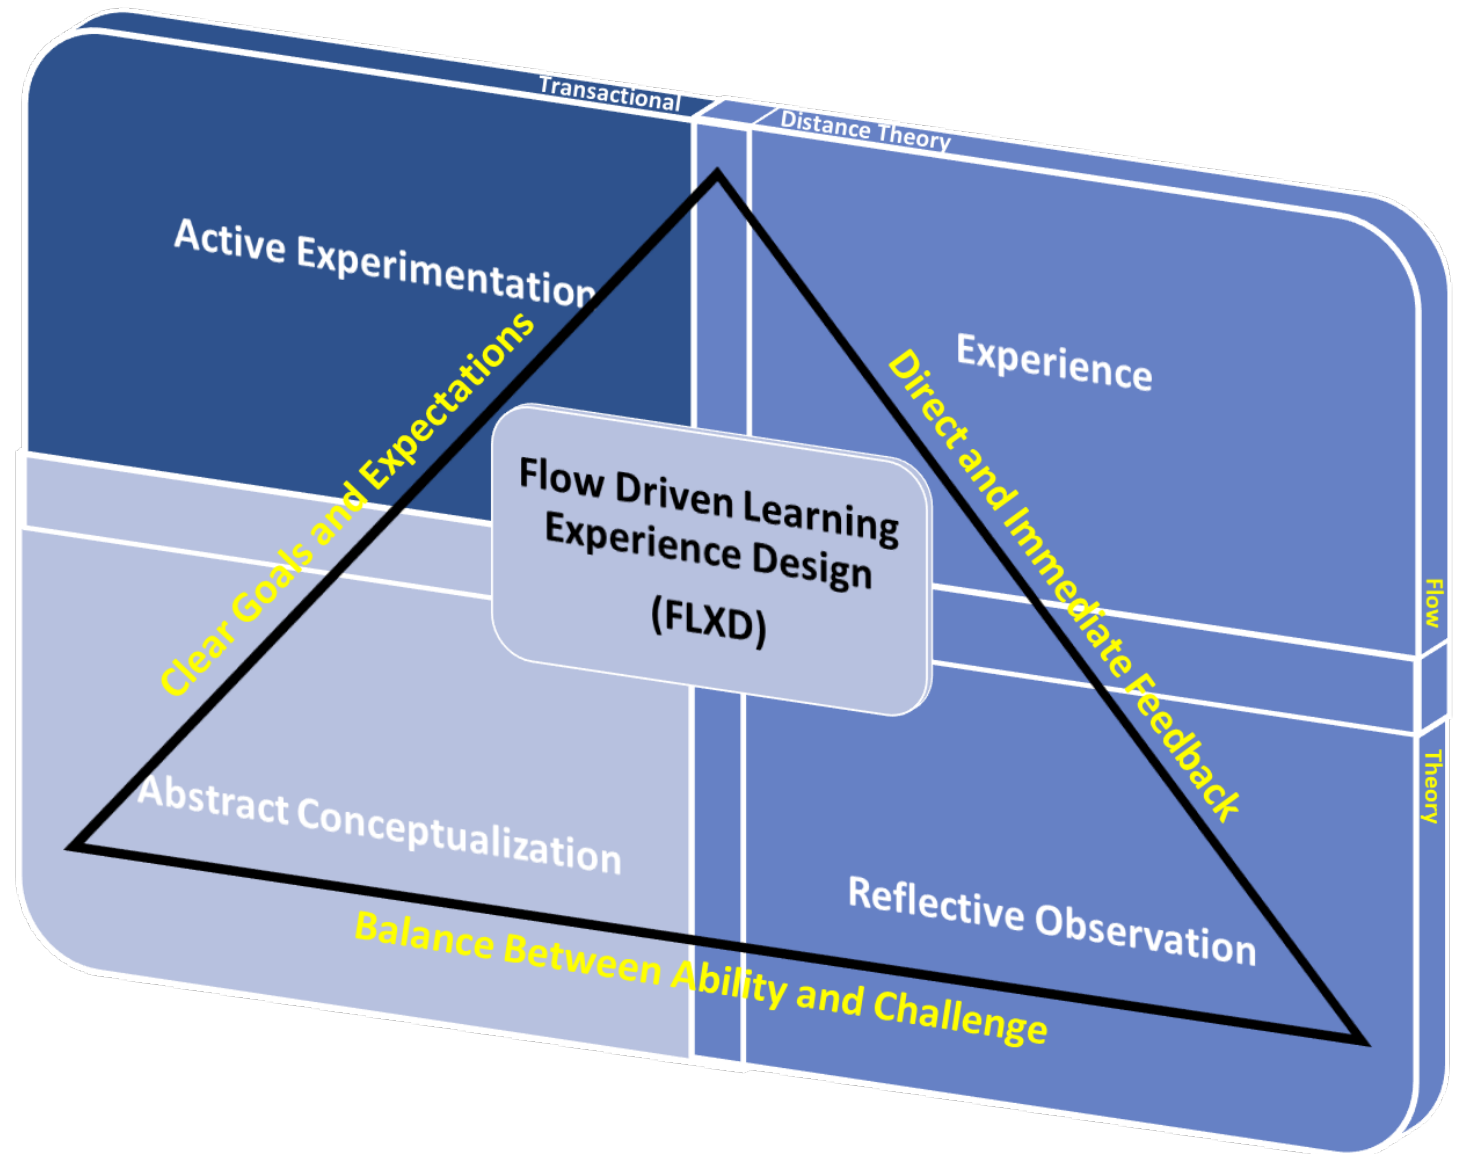 Transactional
Distance Theory
Active Experimentation
Experience
Clear Goals and Expectations
Direct and Immediate Feedback
Flow Driven Learning
Experience Design
(FLXD)
Flow
Theory
Abstract Conceptualization
Reflective Observation
Balance Between Ability and Challenge